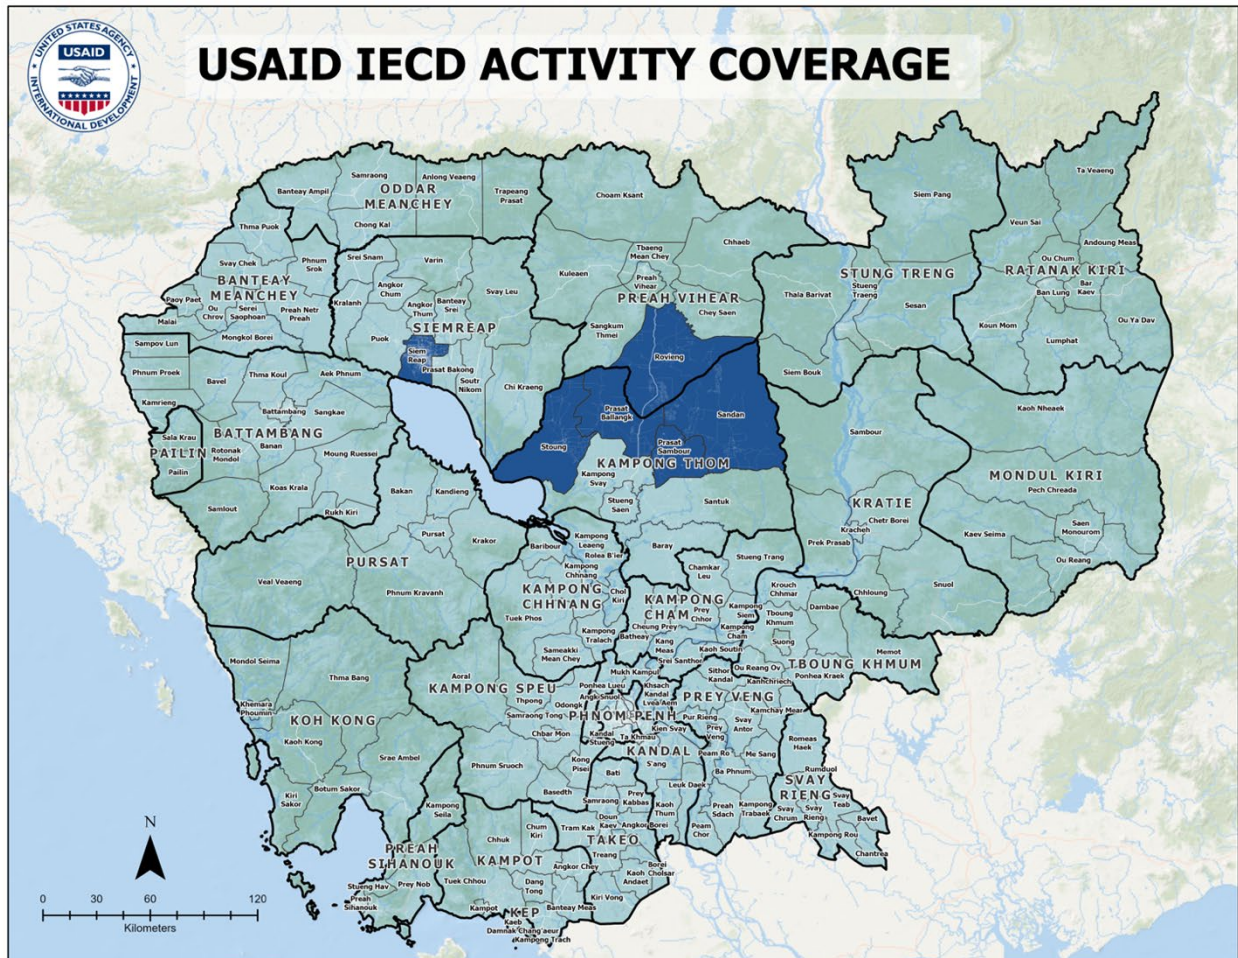 UNITED STATES AGENCY
USAID
INTERNATIONAL DEVELOPMENT
USAID IECD ACTIVITY COVERAGE
Banteay Ampil
Samraong
Anlong Veaeng
Trapeang
Prasat
ODDAR
MEANCHEY
Chong Kal
Choam Ksant
Chhaeb
Tbaeng
Mean Chey
Kuleaen
Preah
Vihear
PREAH VIHEAR
Chey Saen
Sangkum
Thmei
Rovieng
Siem Pang
STUNG TRENG
Thala Barivat
Stueng
Traeng
Sesan
Siem Bouk
Ta Veaeng
Veun Sai
Andoung Meas
Ou Chum
RATANAK KIRI
Ban Lung
Bar
Kaev
Koun Mom
Ou Ya Dav
Lumphat
Thma Puok
Svay Chek
Phnum
Srok
BANTEAY
MEANCHEY
Paoy Paet
Ou
Chrov
Serei
Saophoan
Preah Netr
Preah
Malai
Mongkol Borei
Srei Snam
Varin
Angkor
Chum
Svay Leu
Kralanh
Angkor
Thum
Banteay
Srei
SIEMREAP
Puok
Siem
Reap
Prasat Bakong
Soutr
Nikom
Chi Kraeng
Sampov Lun
Phnum Proek
Kamrieng
Bavel
Thma Koul
Aek Phnum
Battambang
Sangkae
BATTAMBANG
Banan
Rotonak
Mondol
Moung Ruessei
Koas Krala
Samlout
Rukh Kiri
Sala Krau
PAILIN
Pailin
Prasat
Ballangk
Sandan
Stoung
Prasat
Sambour
KAMPONG THOM
Kampong
Svay
Stueng
Saen
Santuk
Baray
Sambour
KRATIE
Chetr Borei
Kracheh
Prek Prasab
Chhloung
Snuol
Kaoh Nheaek
MONDUL KIRI
Pech Chreada
Kaev Seima
Saen
Monourom
Ou Reang
Bakan
Kandieng
Pursat
Krakor
PURSAT
Veal Veaeng
Phnum Kravanh
Baribour
Kampong
Leaeng
Rolea B'ier
Kampong
Chhnang
KAMPONG
CHHNANG
Chol
Kiri
Tuek Phos
Kampong
Tralach
Sameakki
Mean Chey
Stueng Trang
Chamkar
Leu
KAMPONG
CHAM
Prey
Chhor
Kampong
Siem
Cheung Prey
Batheay
Kampong
Cham
Kang
Meas
Kaoh Soutin
Srei Santhor
Krouch
Chhmar
Dambae
Tboung
Khmum
Suong
Memot
Ou Reang Ov
TBOUNG KHMUM
Ponhea Kraek
Mondol Seima
Thma Bang
Khemara
Phoumin
KOH KONG
Kaoh Kong
Srae Ambel
Botum Sakor
Kiri
Sakor
Aoral
KAMPONG SPEU
Thpong
Odongk
Samraong Tong
Chbar Mon
Phnum Sruoch
Kong
Pisei
Basedth
Mukh Kampul
Ponhea Lueu
Angk Snuol
Khsach
Kandal
Lvea Aem
PHNOM PENH
Kandal
Stueng
Ta Khmau
Kien Svay
KANDAL
S'ang
Leuk Daek
Kaoh
Thum
Sithor
Kandal
Kanhchriech
PREY VENG
Kamchay Mear
Pur Rieng
Svay
Antor
Prey
Veng
Peam Ro
Me Sang
Ba Phnum
Preah
Sdach
Kampong
Trabaek
Peam
Chor
Romeas
Haek
Rumduol
SVAY
RIENG
Svay
Teab
Svay
Chrum
Svay
Rieng
Bavet
Kampong Rou
Chantrea
Bati
Samraong
Prey
Kabbas
Doun
Kaev
Tram Kak
Angkor Borei
TAKEO
Treang
Borei
Cholsar
Kaoh
Andaet
Kiri Vong
Kampong
Seila
PREAH
SIHANOUK
Stueng Hav
Prey Nob
Preah
Sihanouk
Chhuk
Chum
Kiri
KAMPOT
Angkor Chey
Tuek Chhou
Dang
Tong
Kampot
Banteay Meas
KEP
Kaeb
Damnak Chang'aeur
Kampong Trach
N
0 30 60 120
Kilometers